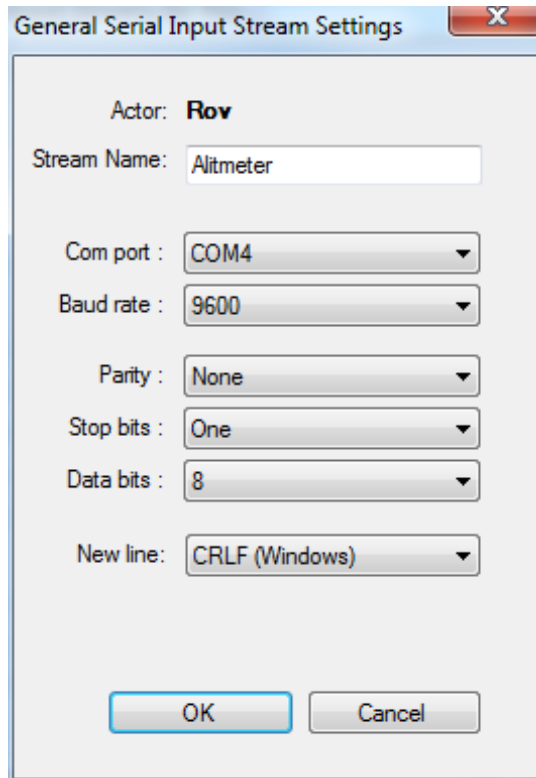 General Serial Input Stream Settings
Actor: Rov
Stream Name: Alitmeter
Com port : COM4
Baud rate : 9600
Parity : None
Stop bits : One
Data bits : 8
New line: CRLF (Windows)
OK Cancel